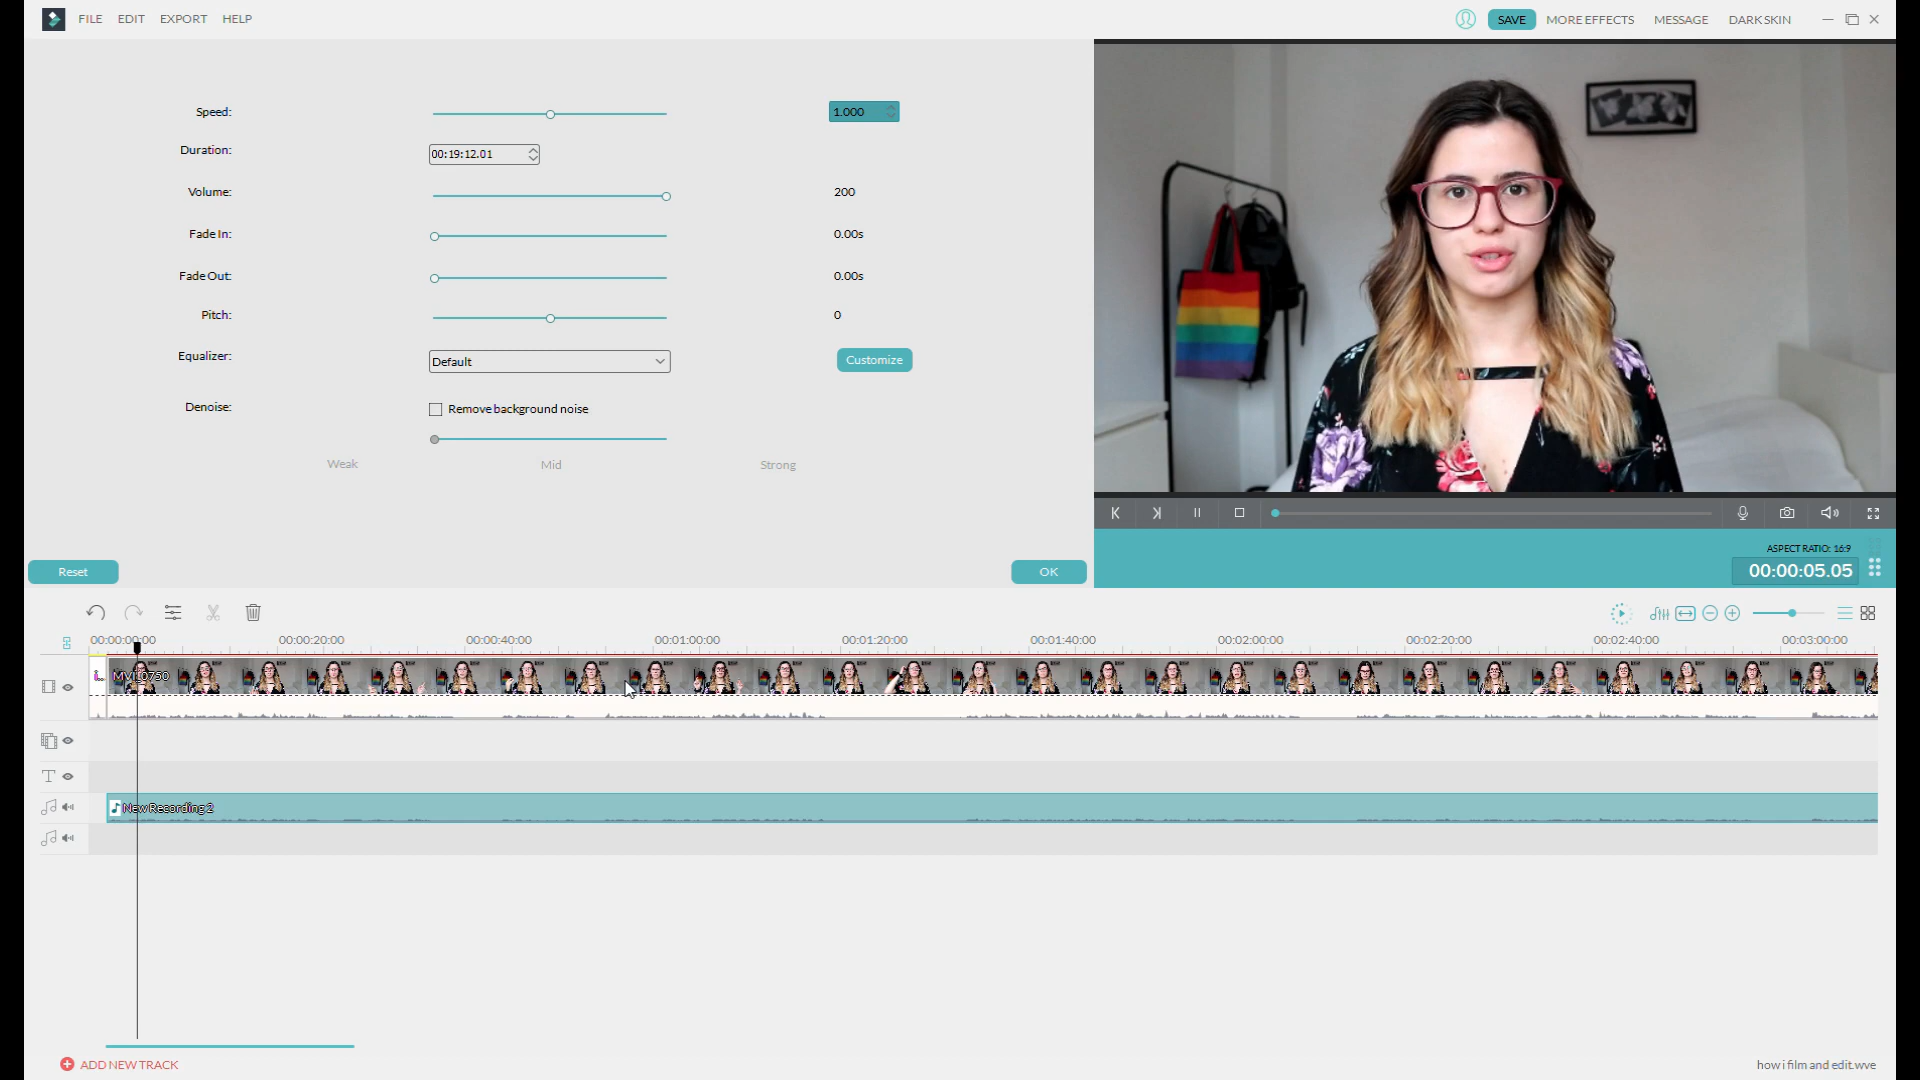 FILE EDIT EXPORT HELP
SAVE MORE EFFECTS MESSAGE DARK SKIN
Speed: 1.000
Duration: 00:19:12.01
Volume: 200
Fade In: 0.00s
Fade Out: 0.00s
Pitch: 0
Equalizer: Default Customize
Denoise: Remove background noise
Weak Mid Strong
Reset OK
ASPECT RATIO: 16:9
00:00:05.05
00:00:00:00 00:00:20:00 00:00:40:00 00:01:00:00 00:01:20:00 00:01:40:00 00:02:00:00 00:02:20:00 00:02:40:00 00:03:00:00
MVI_0750
New Recording 2
ADD NEW TRACK
how i film and edit.wve